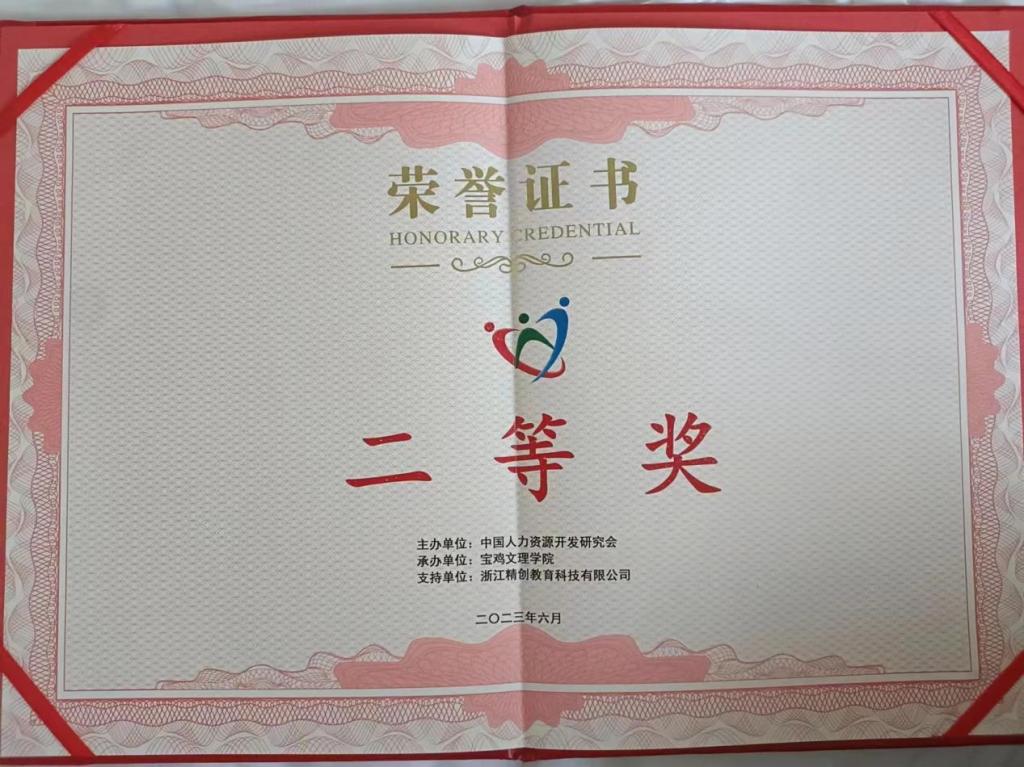 荣誉证书
HONORARY CREDENTIAL
二等奖
主办单位：中国人力资源开发研究会
承办单位：宝鸡文理学院
支持单位：浙江精创教育科技有限公司
二〇二三年六月